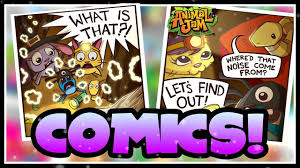 WHAT IS
THAT?!
ANIMAL
JAM
WHERE'D THAT
NOISE COME
FROM?
LET'S FIND
OUT!
COMICS!